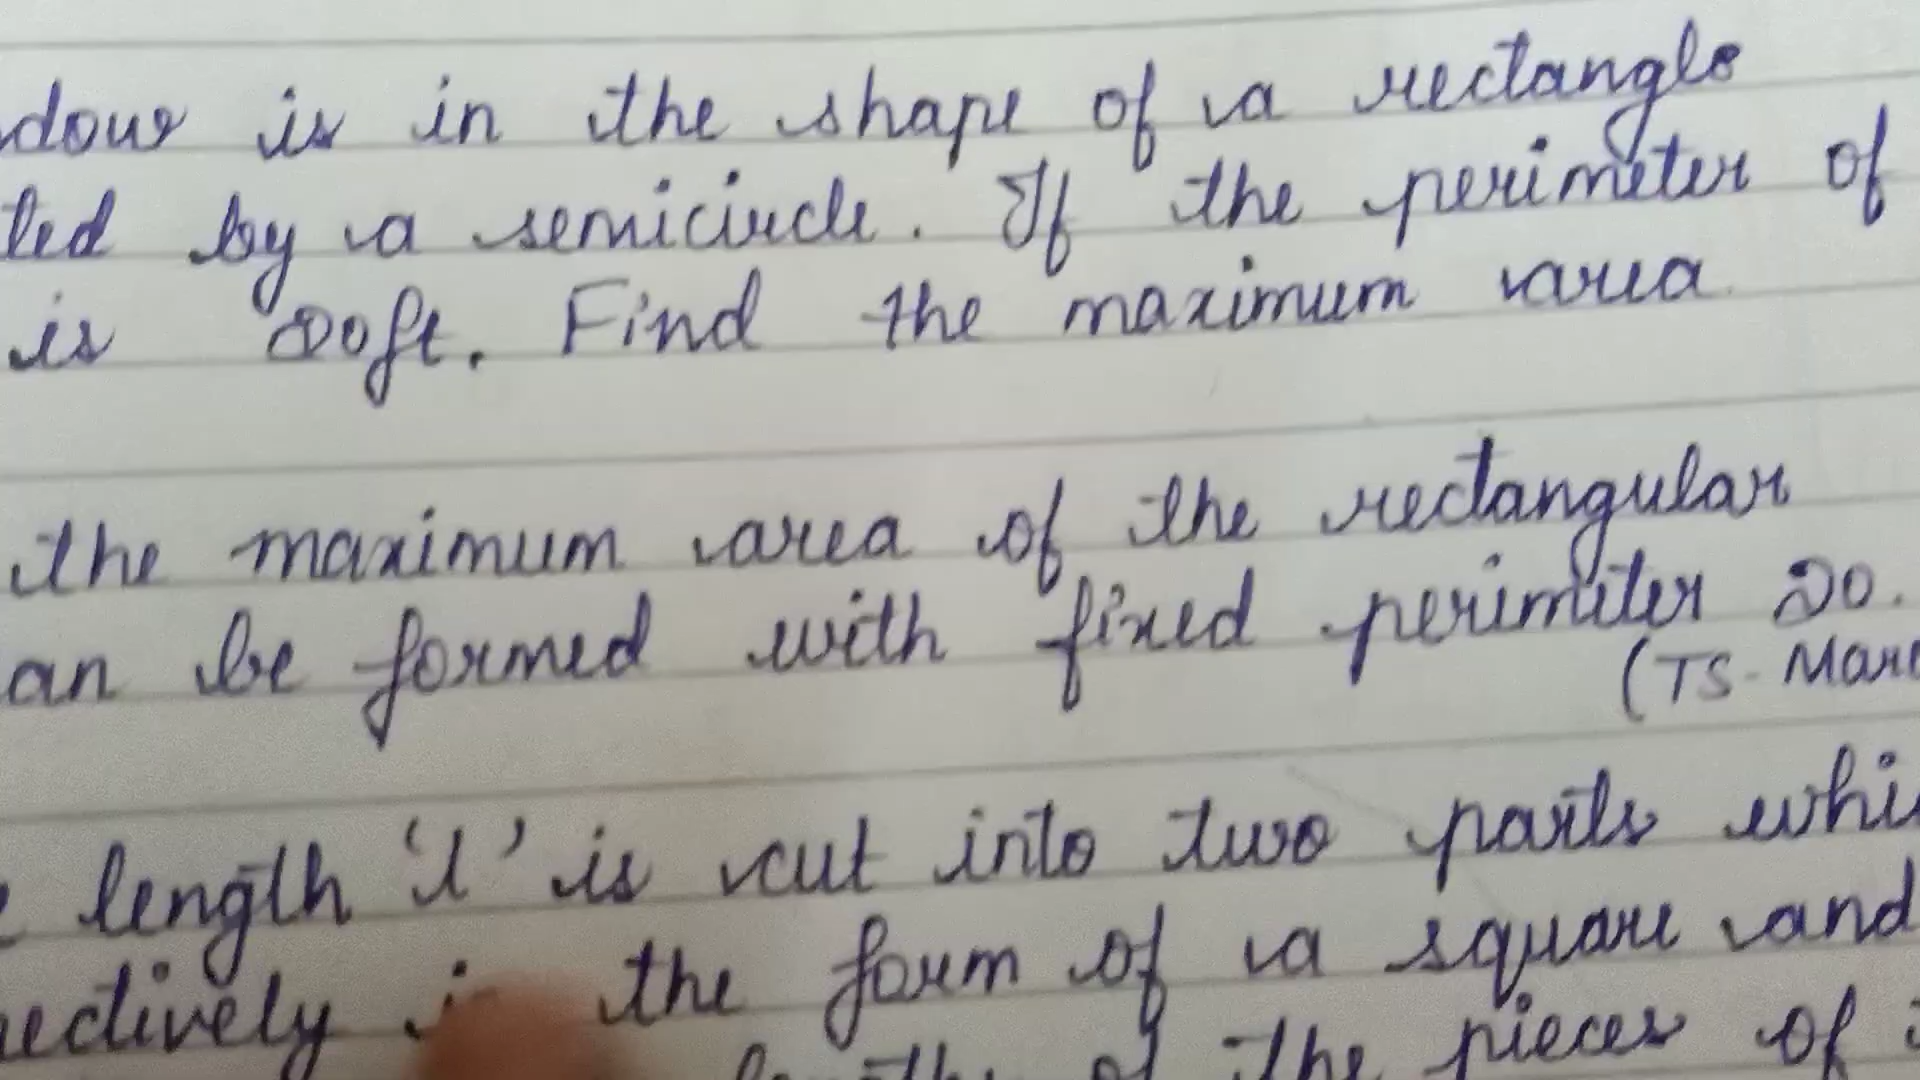 dow is in the shape of a rectangle
ted by a semicircle. If the perimeter of
is 20ft. Find the maximum area
the maximum area of the rectangular
an be formed with fixed perimeter 20.
(TS- Mar
length 'l' is cut into two parts whi
ectively the form of a square and
lengths of the pieces of